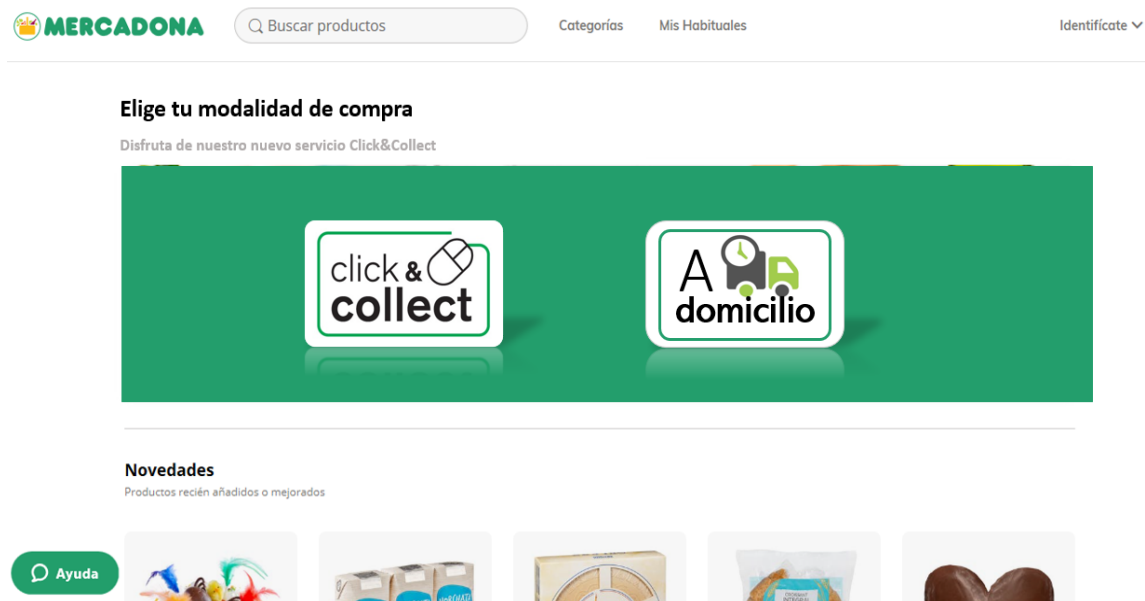 MERCADONA
Buscar productos
Categorías
Mis Habituales
Identifícate
Elige tu modalidad de compra
Disfruta de nuestro nuevo servicio Click&Collect
click &
collect
A
domicilio
Novedades
Productos recién añadidos o mejorados
Ayuda